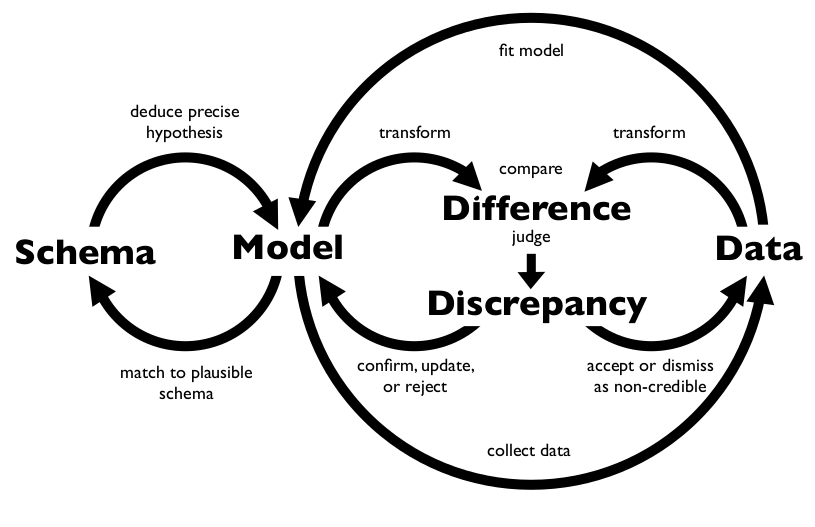 fit model
deduce precise
hypothesis
transform
transform
compare
Difference
judge
Schema
Model
Data
Discrepancy
match to plausible
schema
confirm, update,
or reject
accept or dismiss
as non-credible
collect data